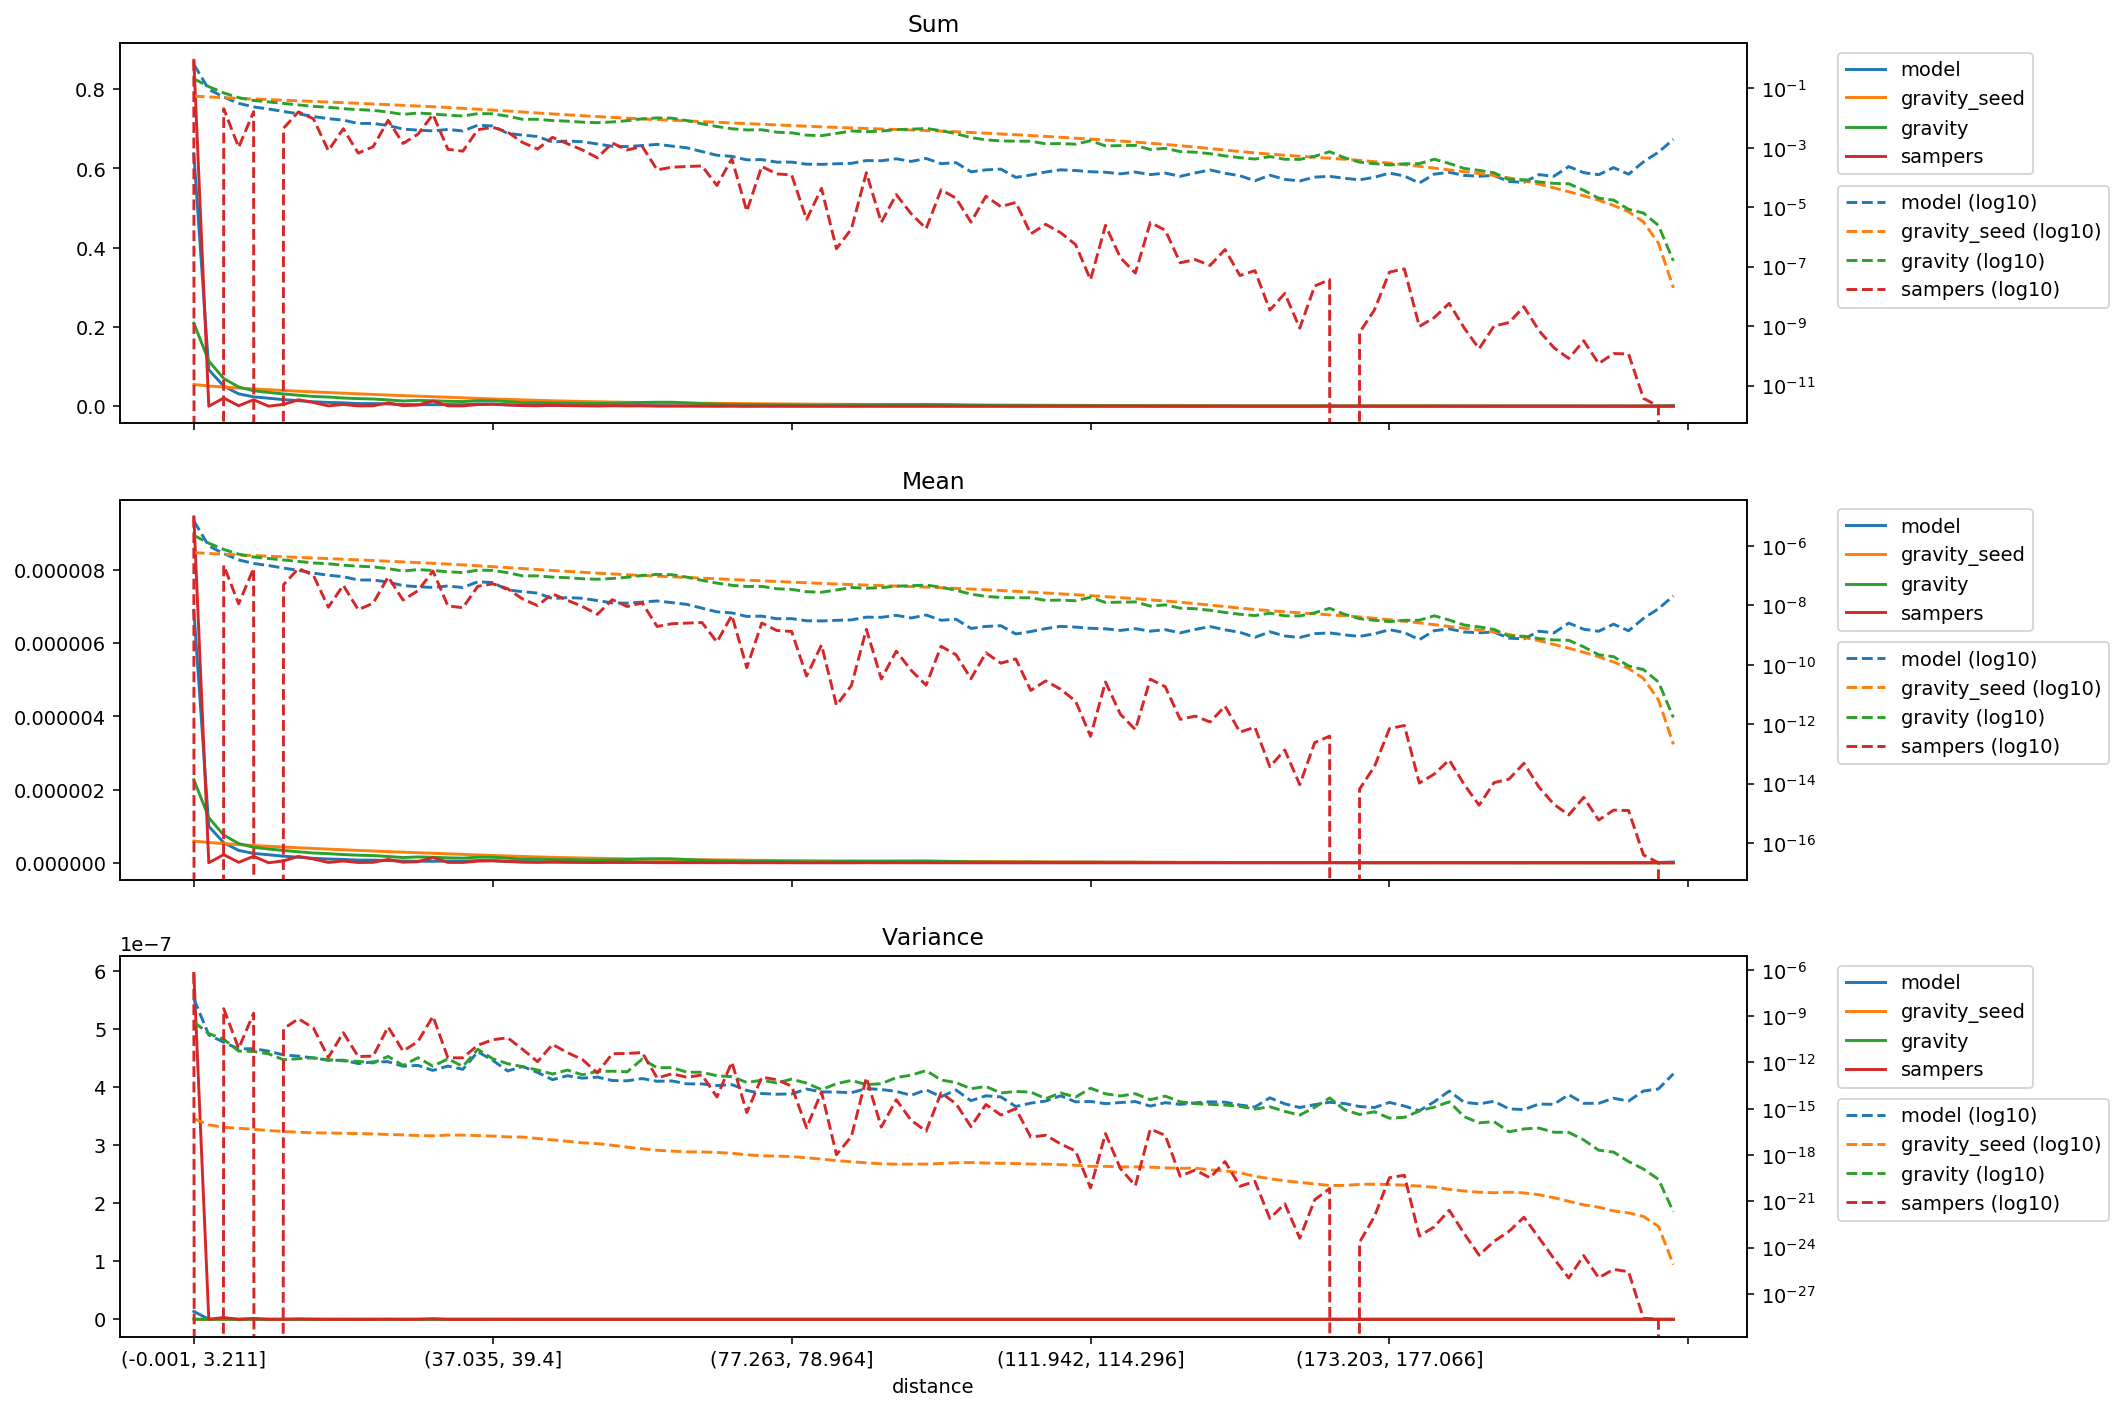 Sum
0.8
0.6
0.4
0.2
0.0
10⁻¹
10⁻³
10⁻⁵
10⁻⁷
10⁻⁹
10⁻¹¹
model
gravity_seed
gravity
sampers
model (log10)
gravity_seed (log10)
gravity (log10)
sampers (log10)
Mean
0.000008
0.000006
0.000004
0.000002
0.000000
10⁻⁶
10⁻⁸
10⁻¹⁰
10⁻¹²
10⁻¹⁴
10⁻¹⁶
model
gravity_seed
gravity
sampers
model (log10)
gravity_seed (log10)
gravity (log10)
sampers (log10)
1e−7
Variance
6
5
4
3
2
1
0
10⁻⁶
10⁻⁹
10⁻¹²
10⁻¹⁵
10⁻¹⁸
10⁻²¹
10⁻²⁴
10⁻²⁷
model
gravity_seed
gravity
sampers
model (log10)
gravity_seed (log10)
gravity (log10)
sampers (log10)
(-0.001, 3.211] (37.035, 39.4] (77.263, 78.964] (111.942, 114.296] (173.203, 177.066]
distance